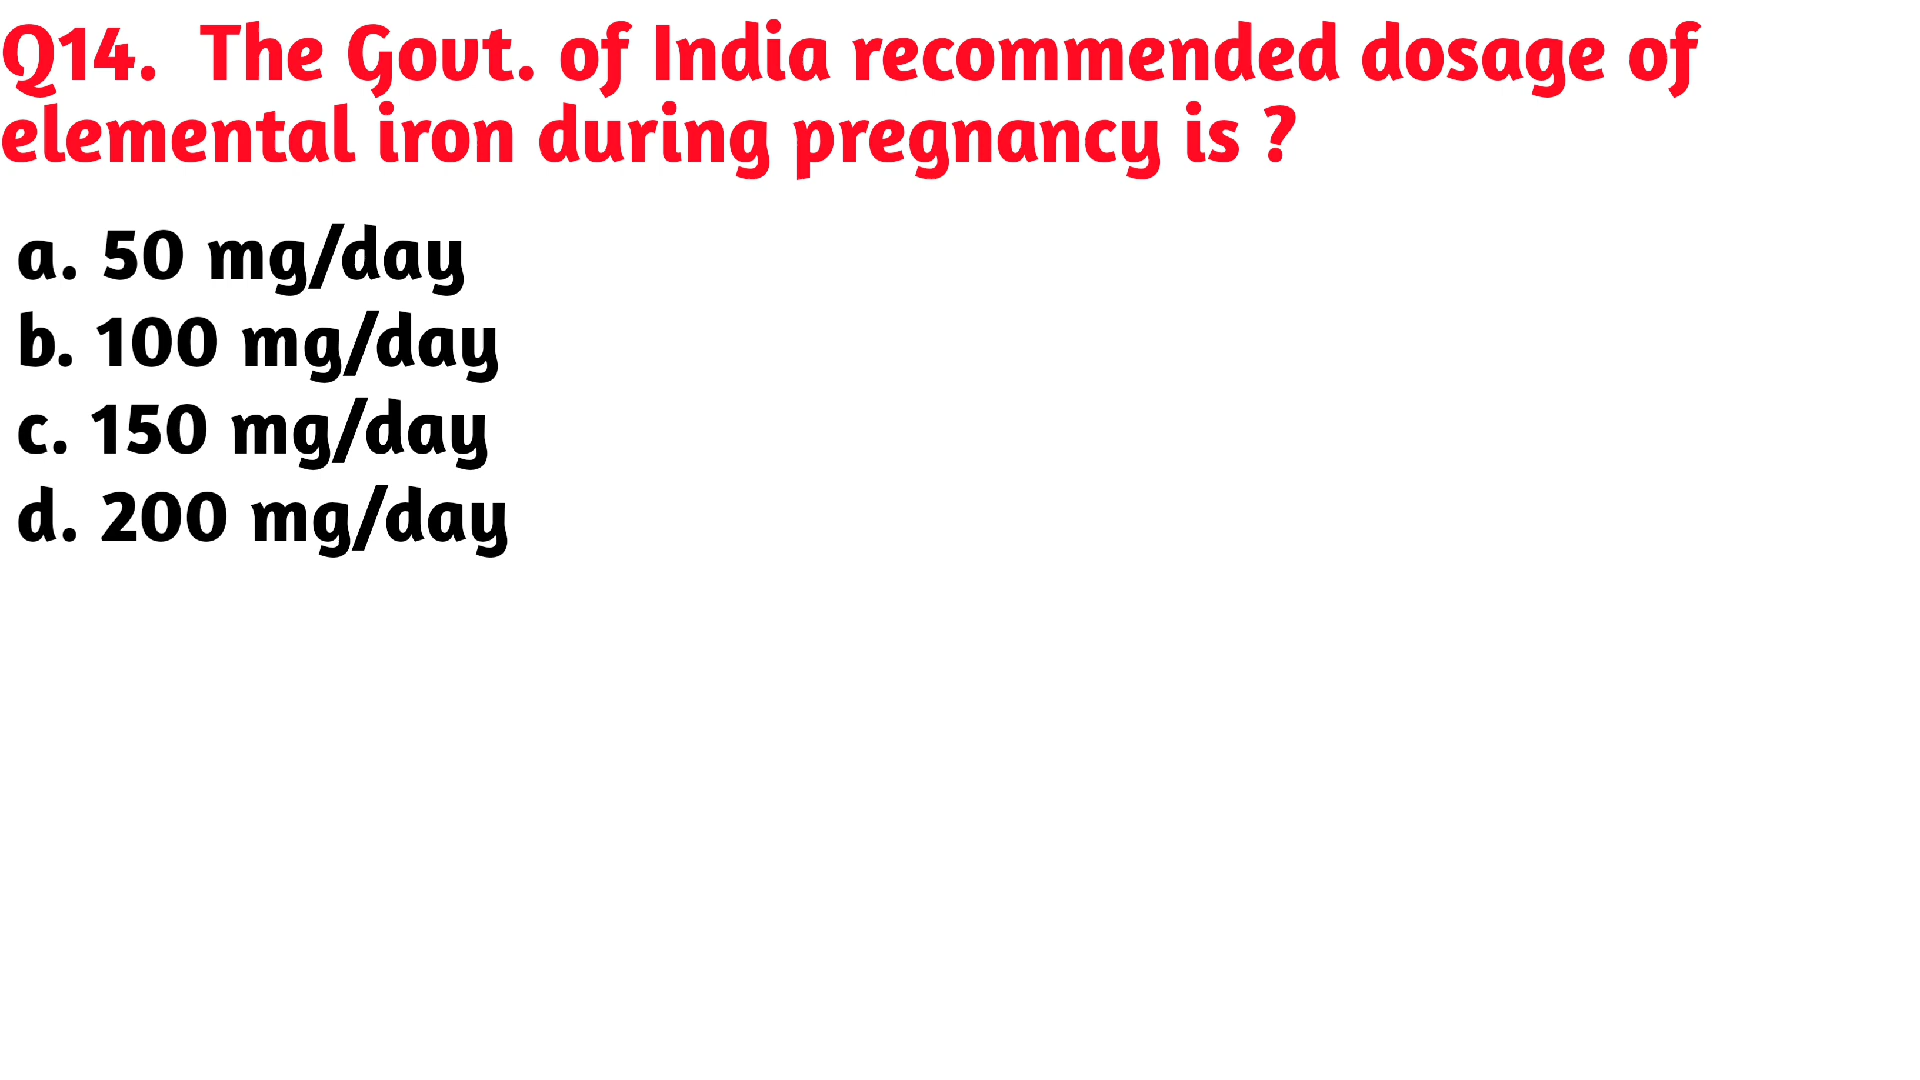 Q14. The Govt. of India recommended dosage of
elemental iron during pregnancy is ?
a. 50 mg/day
b. 100 mg/day
c. 150 mg/day
d. 200 mg/day